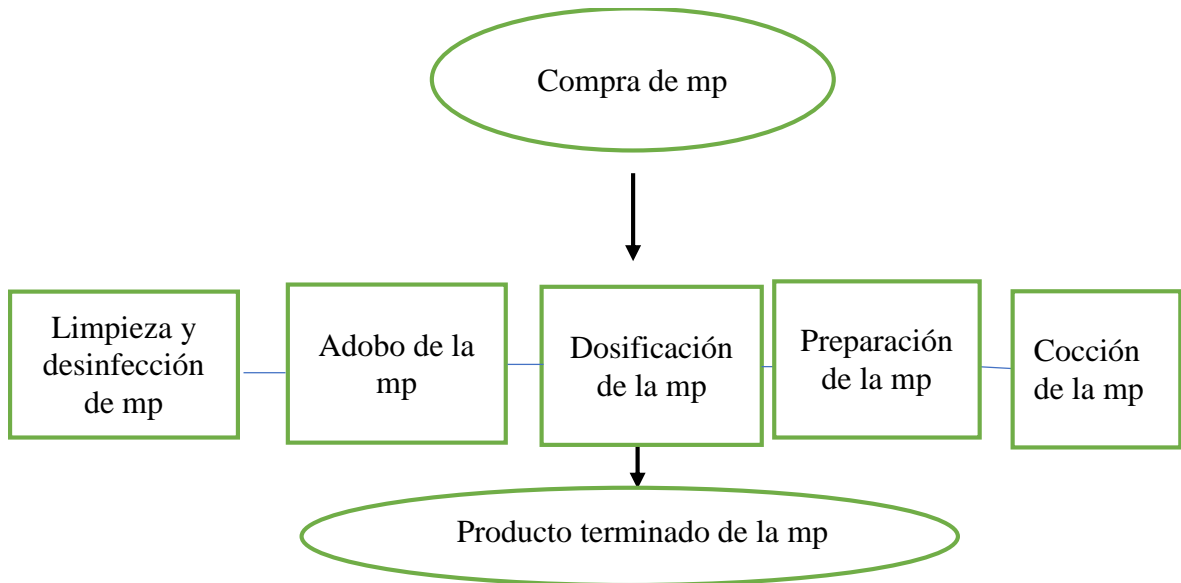 Compra de mp
Limpieza y
desinfección
de mp
Adobo de la
mp
Dosificación
de la mp
Preparación
de la mp
Cocción
de la mp
Producto terminado de la mp